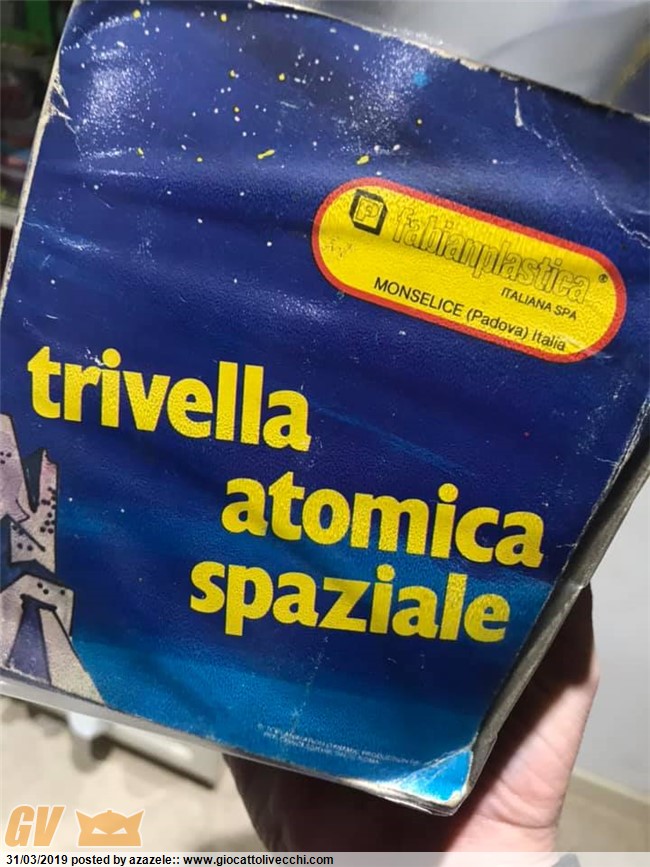 P fabianplastica®
ITALIANA SPA
MONSELICE (Padova) Italia
trivella
atomica
spaziale
GV
31/03/2019 posted by azazele:: www.giocattolivecchi.com